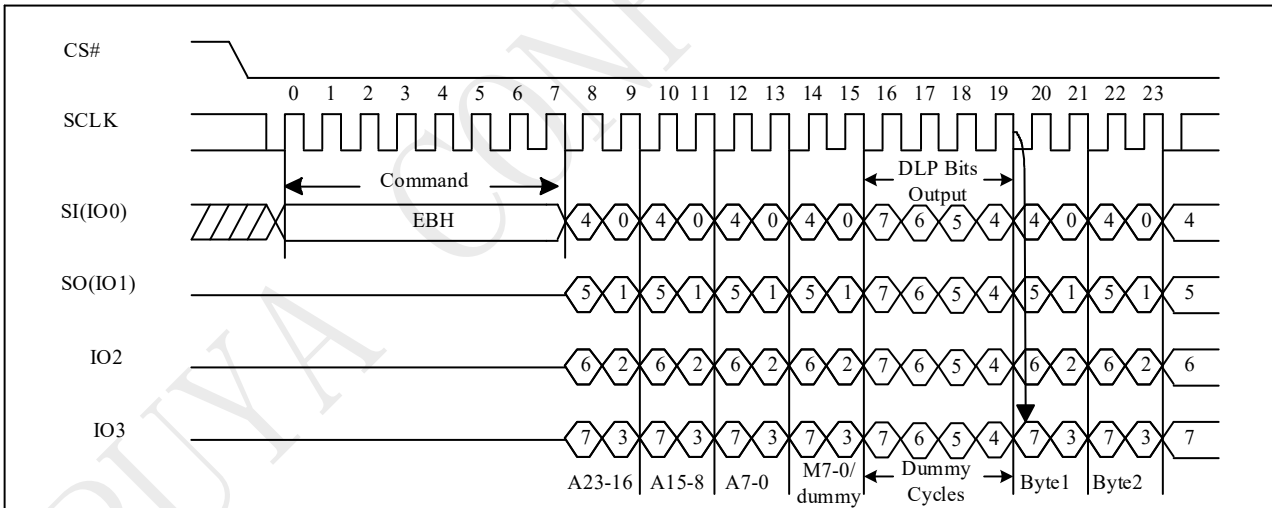 CS#
0 1 2 3 4 5 6 7 8 9 10 11 12 13 14 15 16 17 18 19 20 21 22 23
SCLK
Command
DLP Bits
Output
SI(IO0) EBH 4 0 4 0 4 0 4 0 7 6 5 4 4 0 4 0 4
SO(IO1) 5 1 5 1 5 1 5 1 7 6 5 4 5 1 5 1 5
IO2 6 2 6 2 6 2 6 2 7 6 5 4 6 2 6 2 6
IO3 7 3 7 3 7 3 7 3 7 6 5 4 7 3 7 3 7
A23-16 A15-8 A7-0 M7-0/ Dummy Byte1 Byte2
dummy Cycles
PUYA CONF